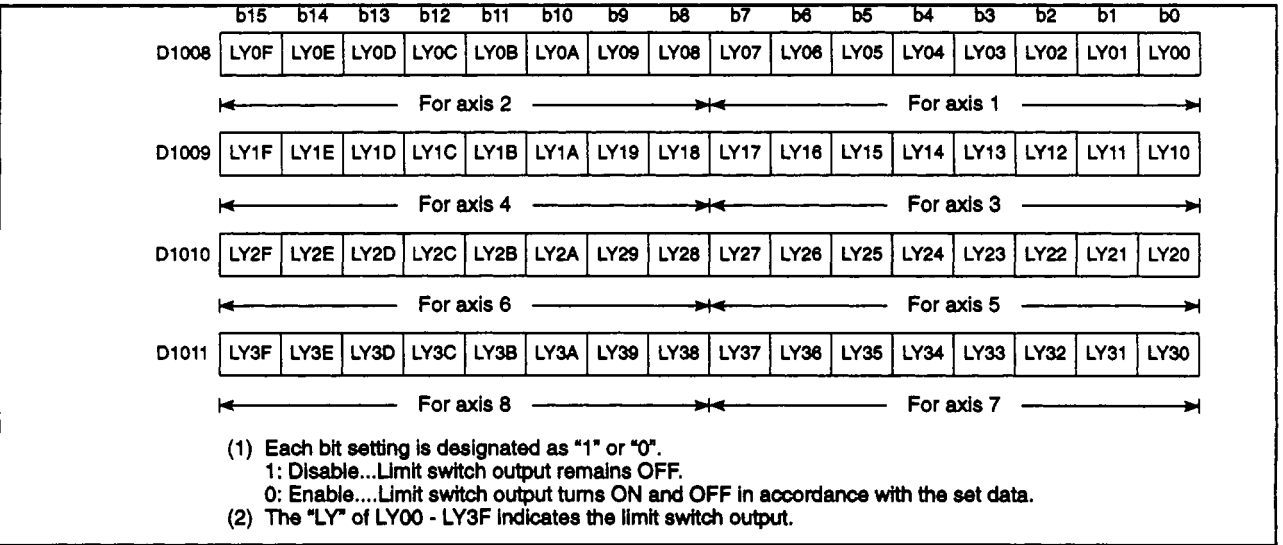 b15 b14 b13 b12 b11 b10 b9 b8 b7 b6 b5 b4 b3 b2 b1 b0
D1008 LY0F LY0E LY0D LY0C LY0B LY0A LY09 LY08 LY07 LY06 LY05 LY04 LY03 LY02 LY01 LY00
For axis 2 For axis 1
D1009 LY1F LY1E LY1D LY1C LY1B LY1A LY19 LY18 LY17 LY16 LY15 LY14 LY13 LY12 LY11 LY10
For axis 4 For axis 3
D1010 LY2F LY2E LY2D LY2C LY2B LY2A LY29 LY28 LY27 LY26 LY25 LY24 LY23 LY22 LY21 LY20
For axis 6 For axis 5
D1011 LY3F LY3E LY3D LY3C LY3B LY3A LY39 LY38 LY37 LY36 LY35 LY34 LY33 LY32 LY31 LY30
For axis 8 For axis 7
(1) Each bit setting is designated as "1" or "0".
1: Disable...Limit switch output remains OFF.
0: Enable....Limit switch output turns ON and OFF in accordance with the set data.
(2) The "LY" of LY00 - LY3F indicates the limit switch output.